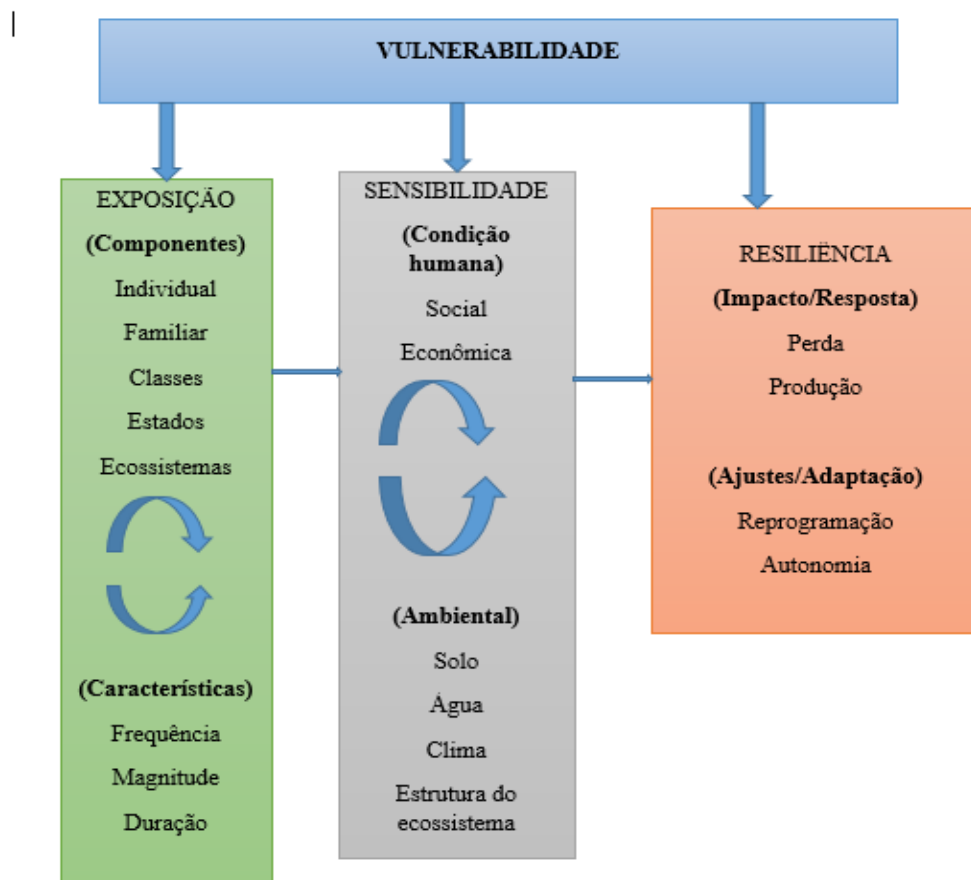 VULNERABILIDADE
EXPOSIÇÃO
(Componentes)
Individual
Familiar
Classes
Estados
Ecossistemas
(Características)
Frequência
Magnitude
Duração
SENSIBILIDADE
(Condição
humana)
Social
Econômica
(Ambiental)
Solo
Água
Clima
Estrutura do
ecossistema
RESILIÊNCIA
(Impacto/Resposta)
Perda
Produção
(Ajustes/Adaptação)
Reprogramação
Autonomia